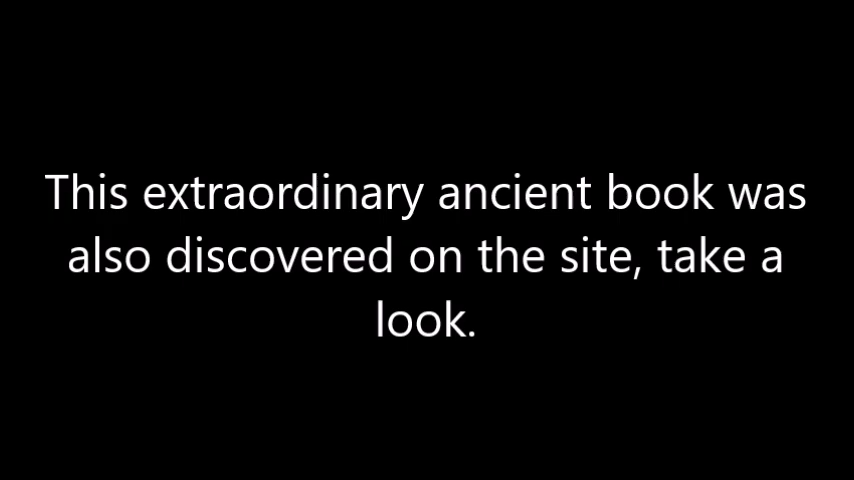 This extraordinary ancient book was
also discovered on the site, take a
look.